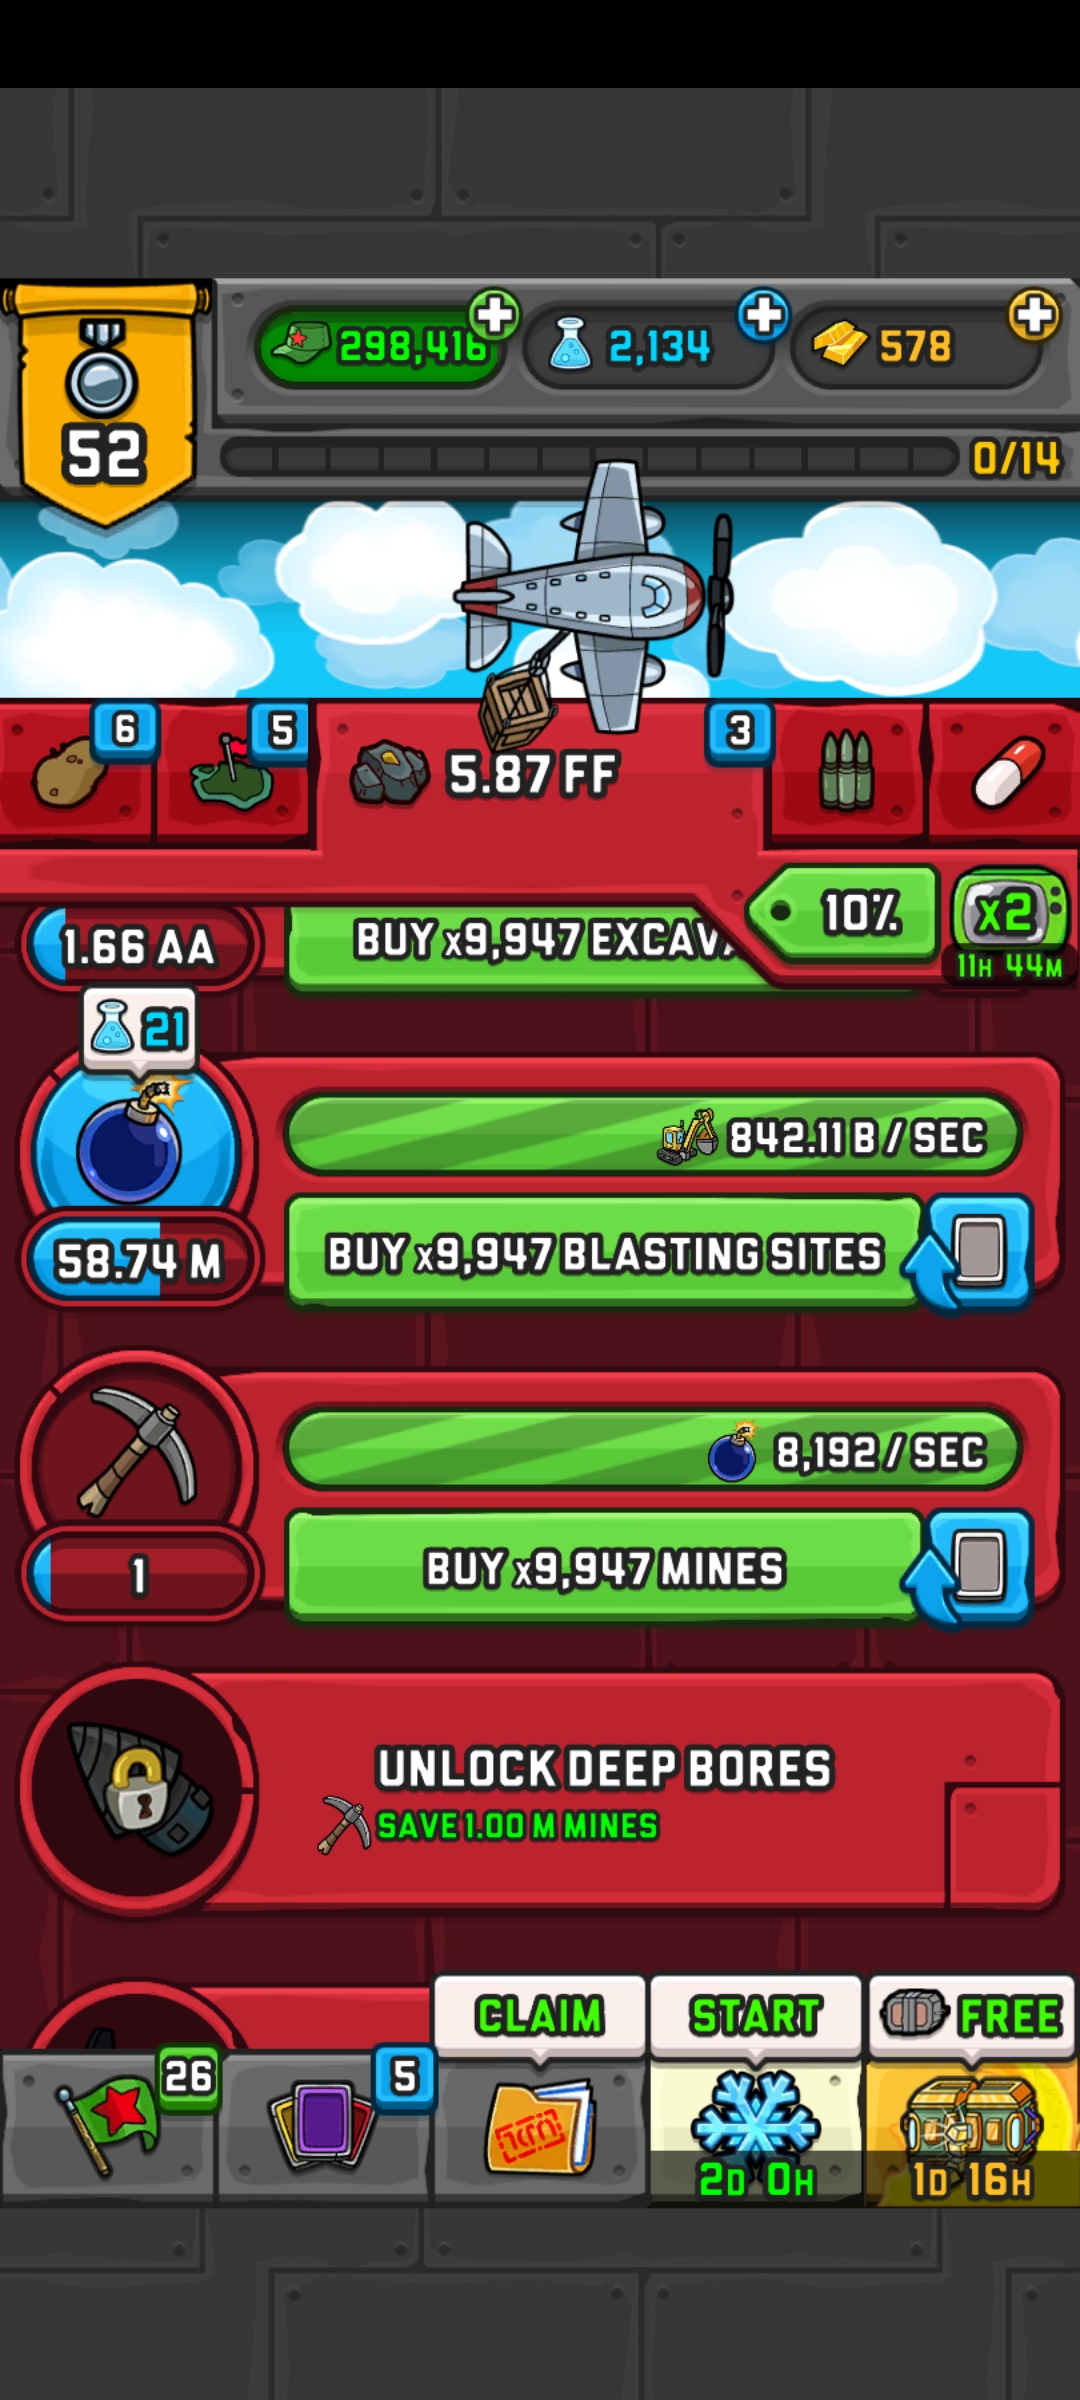 298,416
2,134
578
52
0/14
6
5
5.87 FF
3
10%
x2
11H 44M
1.66 AA
BUY x9,947 EXCAV
21
842.11 B / SEC
58.74 M
BUY x9,947 BLASTING SITES
8,192 / SEC
1
BUY x9,947 MINES
UNLOCK DEEP BORES
SAVE 1.00 M MINES
CLAIM
START
FREE
26
5
2D 0H
1D 16H